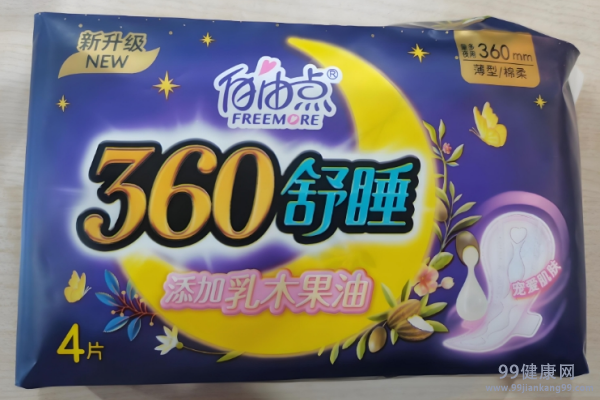 新升级
NEW
自由点®
FREEMORE
360mm
薄型/棉柔
360舒睡
添加乳木果油
宠爱肌肤
4片
99健康网
www.99jiankang99.com